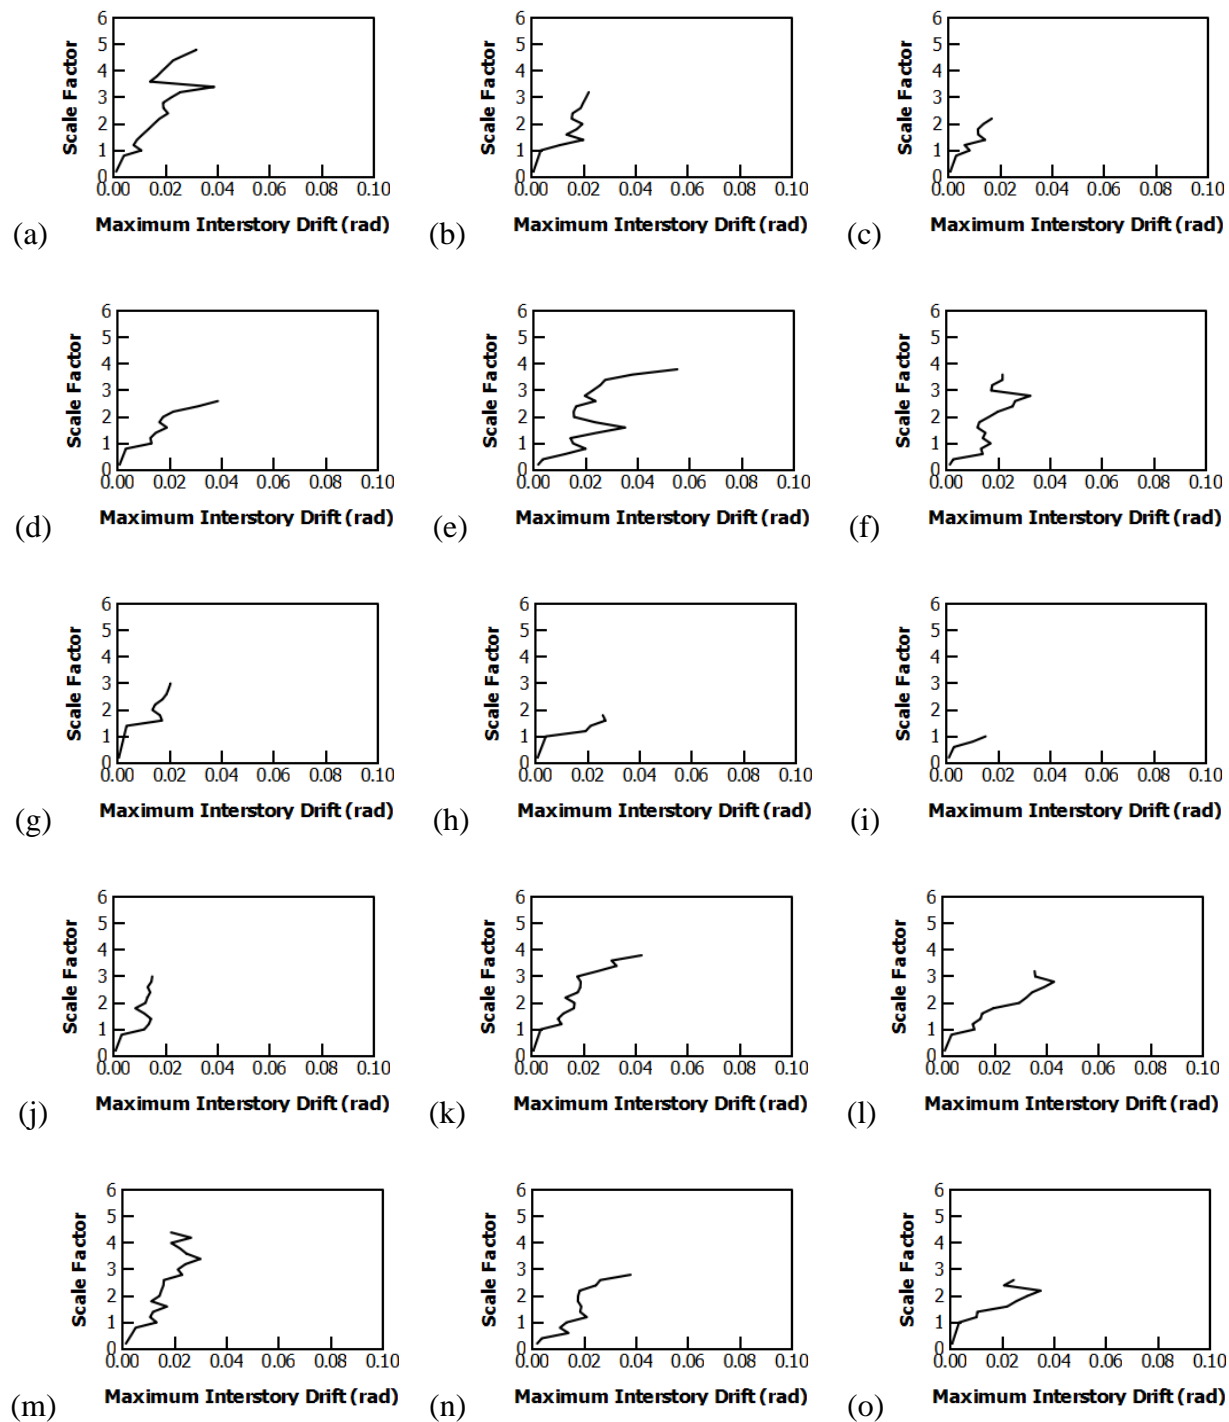 6 6 6
5 5 5
4 4 4
3 3 3
2 2 2
1 1 1
0 0 0
Scale Factor Scale Factor Scale Factor
0.00 0.02 0.04 0.06 0.08 0.10 0.00 0.02 0.04 0.06 0.08 0.10 0.00 0.02 0.04 0.06 0.08 0.10
(a) Maximum Interstory Drift (rad) (b) Maximum Interstory Drift (rad) (c) Maximum Interstory Drift (rad)
6 6 6
5 5 5
4 4 4
3 3 3
2 2 2
1 1 1
0 0 0
Scale Factor Scale Factor Scale Factor
0.00 0.02 0.04 0.06 0.08 0.10 0.00 0.02 0.04 0.06 0.08 0.10 0.00 0.02 0.04 0.06 0.08 0.10
(d) Maximum Interstory Drift (rad) (e) Maximum Interstory Drift (rad) (f) Maximum Interstory Drift (rad)
6 6 6
5 5 5
4 4 4
3 3 3
2 2 2
1 1 1
0 0 0
Scale Factor Scale Factor Scale Factor
0.00 0.02 0.04 0.06 0.08 0.10 0.00 0.02 0.04 0.06 0.08 0.10 0.00 0.02 0.04 0.06 0.08 0.10
(g) Maximum Interstory Drift (rad) (h) Maximum Interstory Drift (rad) (i) Maximum Interstory Drift (rad)
6 6 6
5 5 5
4 4 4
3 3 3
2 2 2
1 1 1
0 0 0
Scale Factor Scale Factor Scale Factor
0.00 0.02 0.04 0.06 0.08 0.10 0.00 0.02 0.04 0.06 0.08 0.10 0.00 0.02 0.04 0.06 0.08 0.10
(j) Maximum Interstory Drift (rad) (k) Maximum Interstory Drift (rad) (l) Maximum Interstory Drift (rad)
6 6 6
5 5 5
4 4 4
3 3 3
2 2 2
1 1 1
0 0 0
Scale Factor Scale Factor Scale Factor
0.00 0.02 0.04 0.06 0.08 0.10 0.00 0.02 0.04 0.06 0.08 0.10 0.00 0.02 0.04 0.06 0.08 0.10
(m) Maximum Interstory Drift (rad) (n) Maximum Interstory Drift (rad) (o) Maximum Interstory Drift (rad)